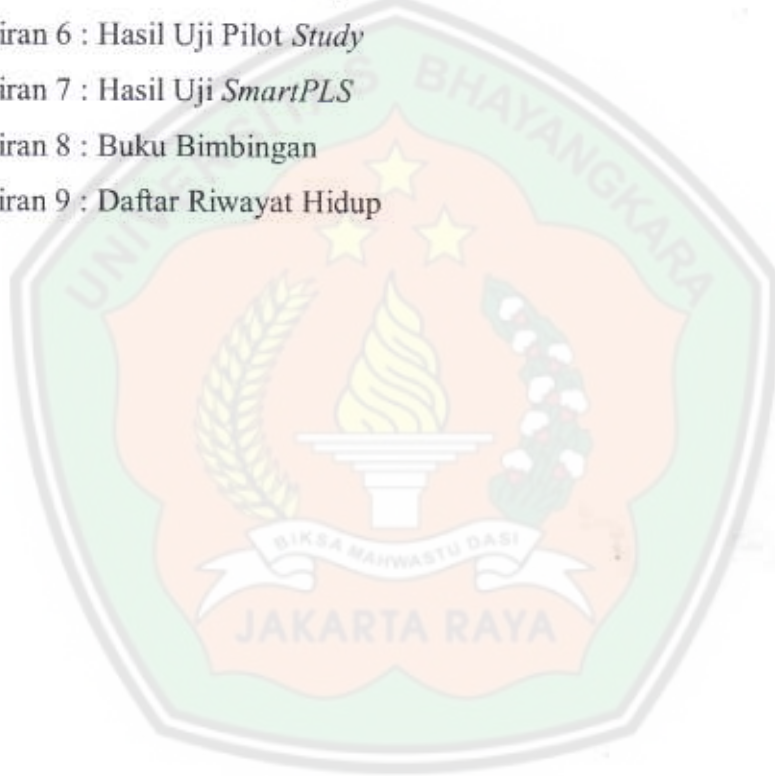 iran 6 : Hasil Uji Pilot Study
iran 7 : Hasil Uji SmartPLS
iran 8 : Buku Bimbingan
iran 9 : Daftar Riwayat Hidup
UNIVERSITAS BHAYANGKARA
BIKSA MAHWASTU DASI
JAKARTA RAYA